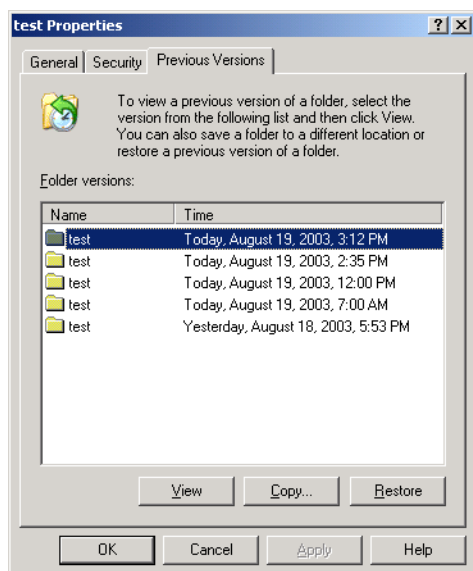 test Properties
General Security Previous Versions
To view a previous version of a folder, select the
version from the following list and then click View.
You can also save a folder to a different location or
restore a previous version of a folder.
Folder versions:
Name Time
test Today, August 19, 2003, 3:12 PM
test Today, August 19, 2003, 2:35 PM
test Today, August 19, 2003, 12:00 PM
test Today, August 19, 2003, 7:00 AM
test Yesterday, August 18, 2003, 5:53 PM
View Copy... Restore
OK Cancel Apply Help